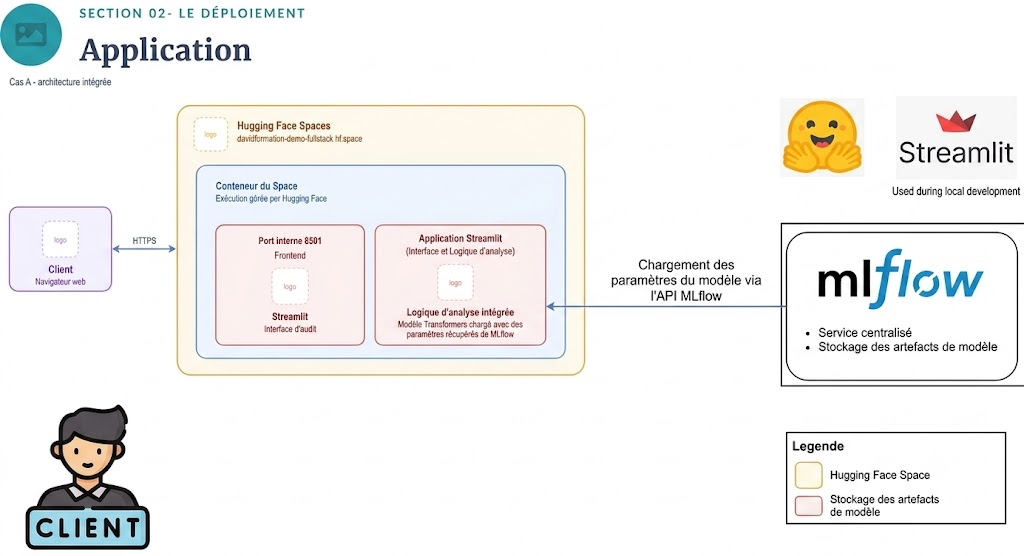 SECTION 02- LE DÉPLOIEMENT
Application
Cas A - architecture intégrée
logo
Hugging Face Spaces
davidformation-demo-fullstack hf.space
Conteneur du Space
Exécution górée per Hugging Face
logo
Client
Navigateur web
HTTPS
Port interne 8501
Frontend
logo
Streamlit
Interface d'audit
Application Streamlit
(Interface et Logique d'analyse)
logo
Logique d'analyse intégrée
Modèle Transformers chargé avec des
paramètres récupérés de MLflow
Chargement des
paramètres du modèle via
l'API MLflow
Streamlit
Used during local development
mlflow
• Service centralisé
• Stockage des artefacts de modèle
CLIENT
Legende
Hugging Face Space
Stockage des artefacts
de modèle